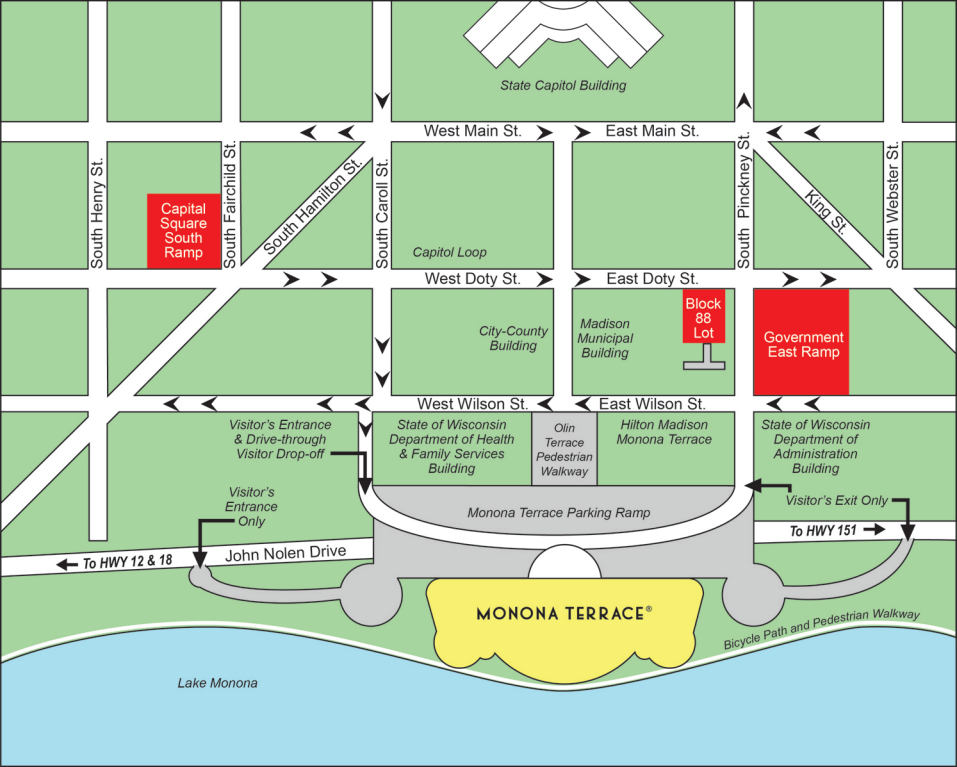 State Capitol Building
West Main St.
East Main St.
South Henry St.
South Fairchild St.
South Hamilton St.
South Caroll St.
South Pinckney St.
King St.
South Webster St.
Capital
Square
South
Ramp
Capitol Loop
West Doty St.
East Doty St.
City-County
Building
Madison
Municipal
Building
Block
88
Lot
Government
East Ramp
West Wilson St.
East Wilson St.
Visitor's Entrance
& Drive-through
Visitor Drop-off
State of Wisconsin
Department of Health
& Family Services
Building
Olin
Terrace
Pedestrian
Walkway
Hilton Madison
Monona Terrace
State of Wisconsin
Department of
Administration
Building
Visitor's
Entrance
Only
Visitor's Exit Only
Monona Terrace Parking Ramp
To HWY 151
To HWY 12 & 18
John Nolen Drive
MONONA TERRACE®
Bicycle Path and Pedestrian Walkway
Lake Monona